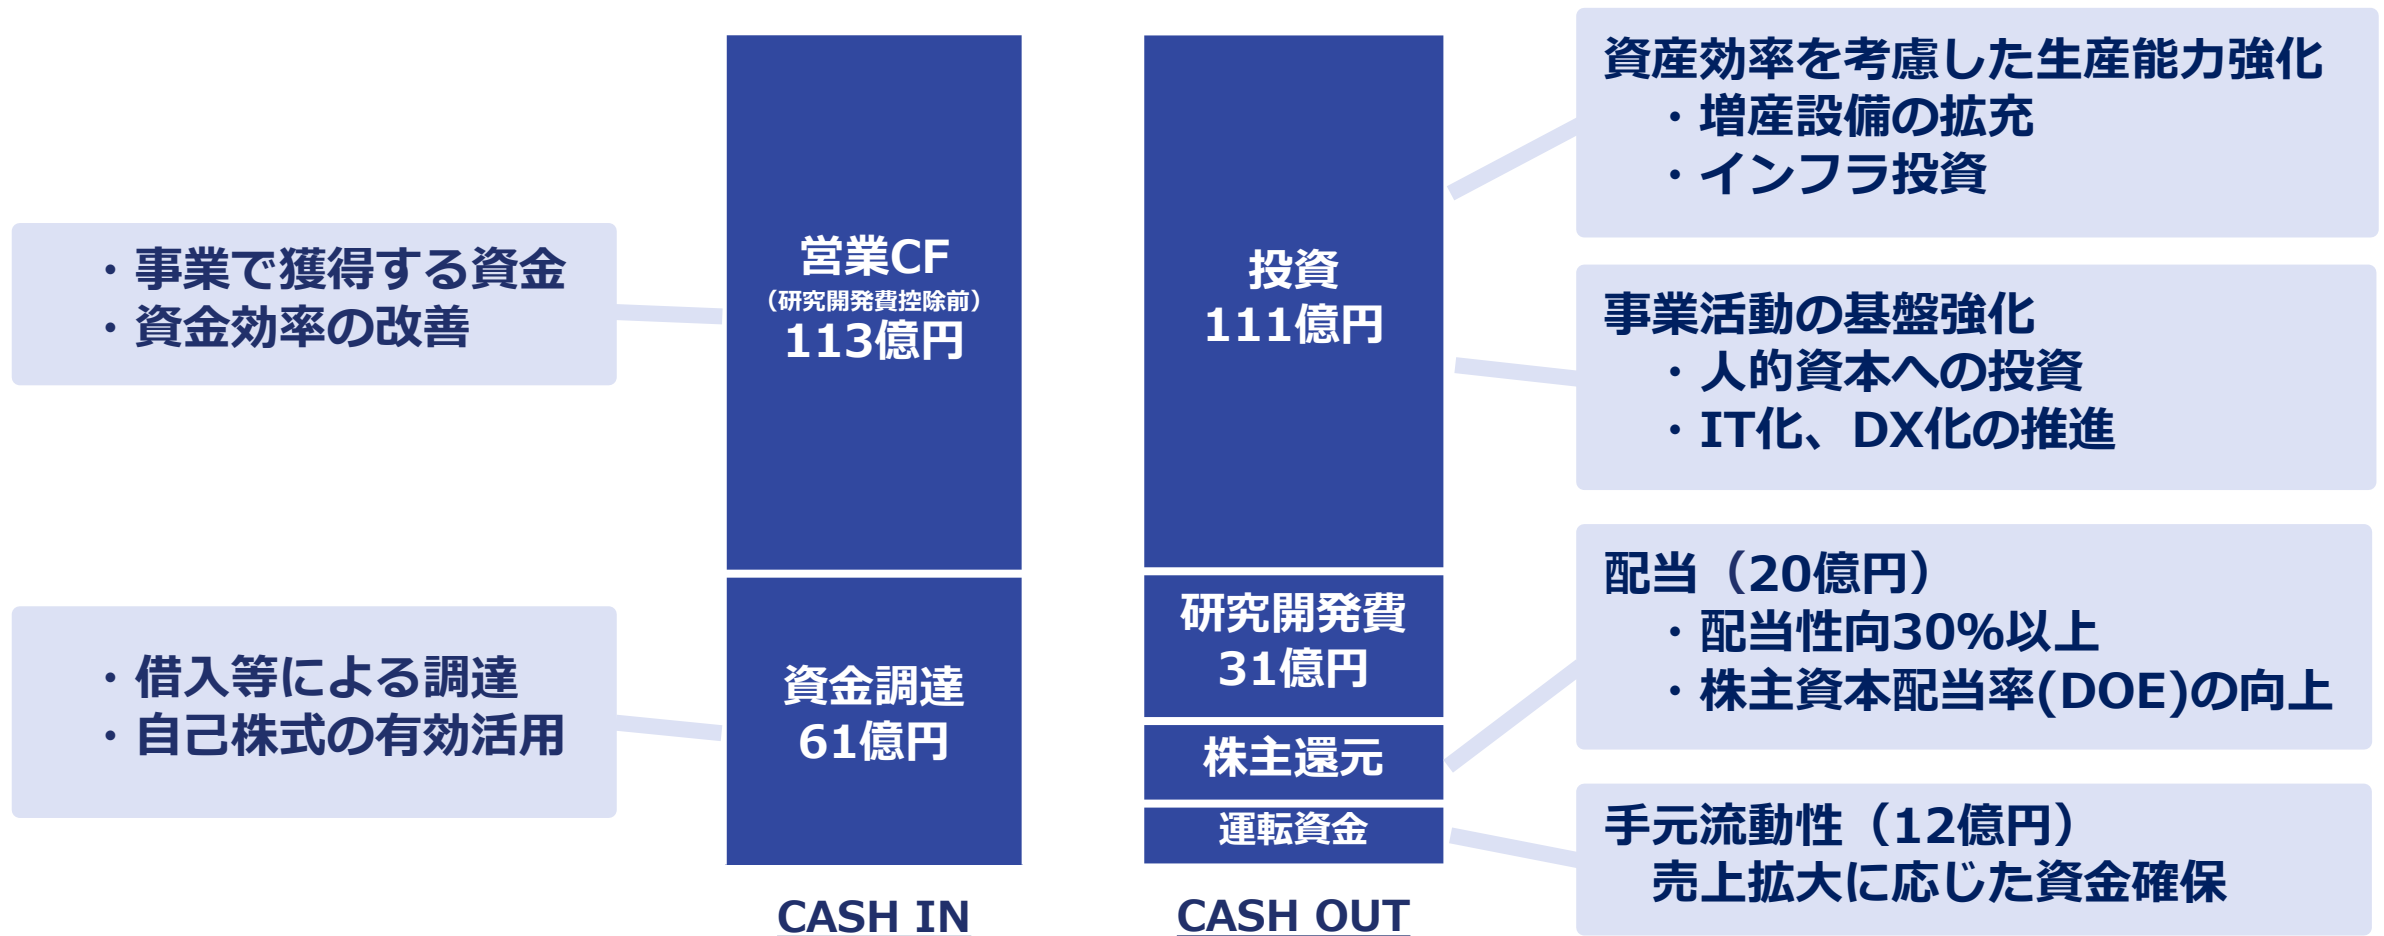 ・事業で獲得する資金
・資金効率の改善
・借入等による調達
・自己株式の有効活用
営業CF
（研究開発費控除前）
113億円
資金調達
61億円
CASH IN
投資
111億円
研究開発費
31億円
株主還元
運転資金
CASH OUT
資産効率を考慮した生産能力強化
・増産設備の拡充
・インフラ投資
事業活動の基盤強化
・人的資本への投資
・IT化、DX化の推進
配当（20億円）
・配当性向30%以上
・株主資本配当率(DOE)の向上
手元流動性（12億円）
売上拡大に応じた資金確保